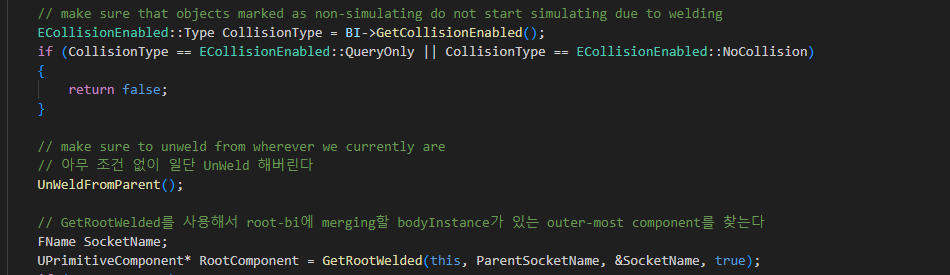 // make sure that objects marked as non-simulating do not start simulating due to welding
ECollisionEnabled::Type CollisionType = BI->GetCollisionEnabled();
if (CollisionType == ECollisionEnabled::QueryOnly || CollisionType == ECollisionEnabled::NoCollision)
{
    return false;
}

// make sure to unweld from wherever we currently are
// 아무 조건 없이 일단 UnWeld 해버린다
UnWeldFromParent();

// GetRootWelded를 사용해서 root-bi에 merging할 bodyInstance가 있는 outer-most component를 찾는다
FName SocketName;
UPrimitiveComponent* RootComponent = GetRootWelded(this, ParentSocketName, &SocketName, true);